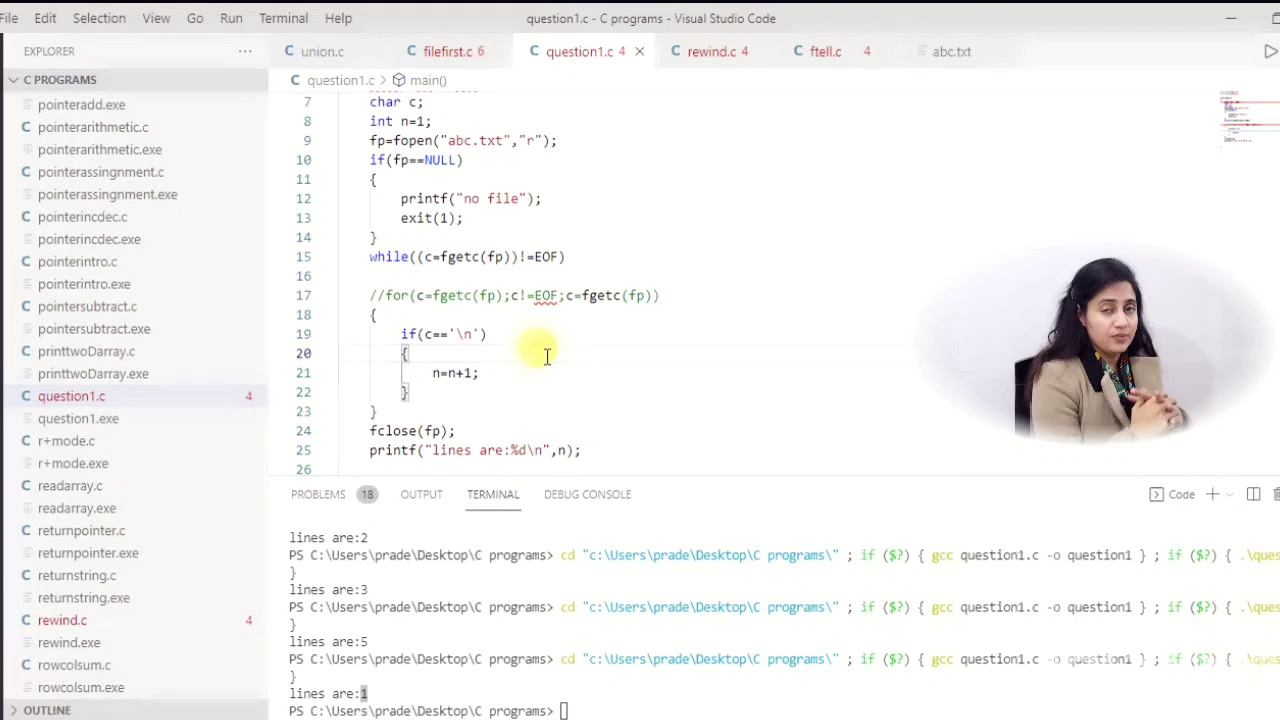 File Edit Selection View Go Run Terminal Help question1.c - C programs - Visual Studio Code
EXPLORER ...
union.c filefirst.c 6 question1.c 4 rewind.c 4 ftell.c 4 abc.txt
C PROGRAMS
question1.c > main()
pointeradd.exe
pointerarithmetic.c
pointerarithmetic.exe
pointerassingnment.c
pointerassingnment.exe
pointerincdec.c
pointerincdec.exe
pointerintro.c
pointerintro.exe
pointersubtract.c
pointersubtract.exe
printtwoDarray.c
printtwoDarray.exe
question1.c 4
question1.exe
r+mode.c
r+mode.exe
readarray.c
readarray.exe
returnpointer.c
returnpointer.exe
returnstring.c
returnstring.exe
rewind.c 4
rewind.exe
rowcolsum.c
rowcolsum.exe
OUTLINE
7 char c;
8 int n=1;
9 fp=fopen("abc.txt","r");
10 if(fp==NULL)
11 {
12 printf("no file");
13 exit(1);
14 }
15 while((c=fgetc(fp))!=EOF)
16
17 //for(c=fgetc(fp);c!=EOF;c=fgetc(fp))
18 {
19 if(c=='\n')
20 {
21 n=n+1;
22 }
23 }
24 fclose(fp);
25 printf("lines are:%d\n",n);
26
PROBLEMS 18 OUTPUT TERMINAL DEBUG CONSOLE Code
lines are:2
PS C:\Users\prade\Desktop\C programs> cd "c:\Users\prade\Desktop\C programs\" ; if ($?) { gcc question1.c -o question1 } ; if ($?) { .\ques
}
lines are:3
PS C:\Users\prade\Desktop\C programs> cd "c:\Users\prade\Desktop\C programs\" ; if ($?) { gcc question1.c -o question1 } ; if ($?) { .\ques
}
lines are:5
PS C:\Users\prade\Desktop\C programs> cd "c:\Users\prade\Desktop\C programs\" ; if ($?) { gcc question1.c -o question1 } ; if ($?) { .\ques
}
lines are:1
PS C:\Users\prade\Desktop\C programs>